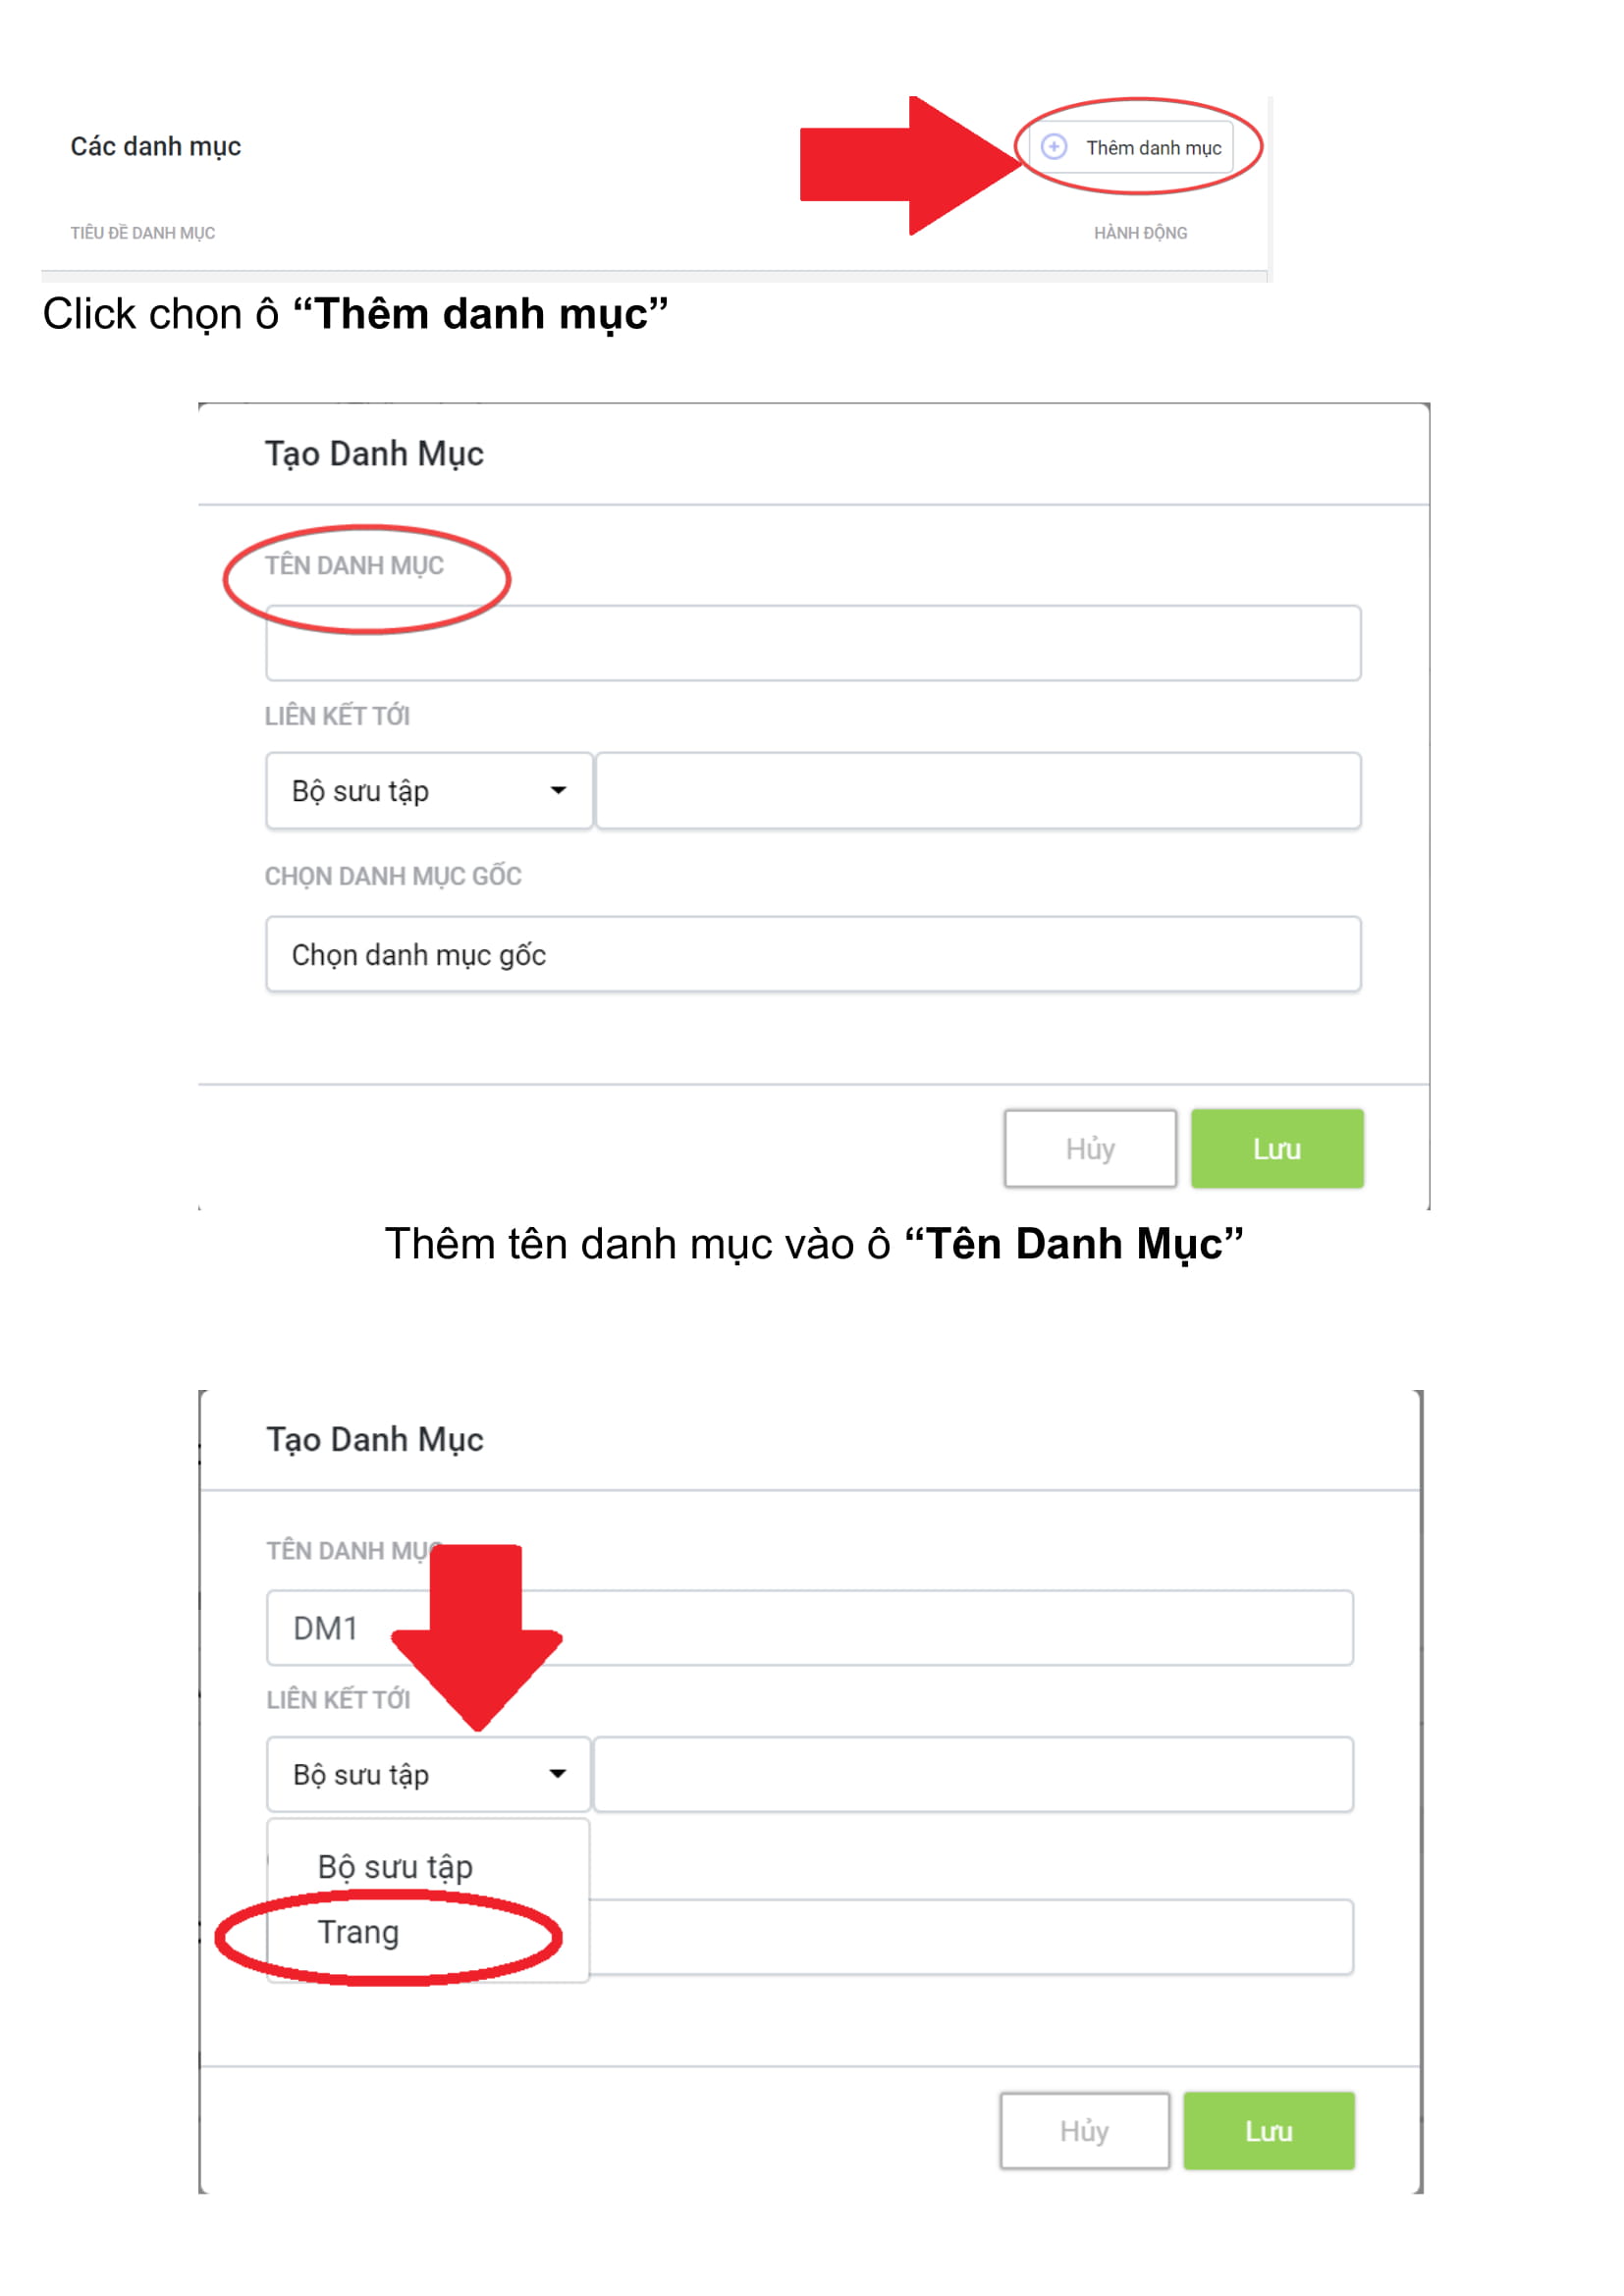 Các danh mục
Thêm danh mục
TIÊU ĐỀ DANH MỤC
HÀNH ĐỘNG
Click chọn ô “Thêm danh mục”
Tạo Danh Mục
TÊN DANH MỤC
LIÊN KẾT TỚI
Bộ sưu tập
CHỌN DANH MỤC GỐC
Chọn danh mục gốc
Hủy
Lưu
Thêm tên danh mục vào ô “Tên Danh Mục”
Tạo Danh Mục
TÊN DANH MỤC
DM1
LIÊN KẾT TỚI
Bộ sưu tập
Bộ sưu tập
Trang
Hủy
Lưu